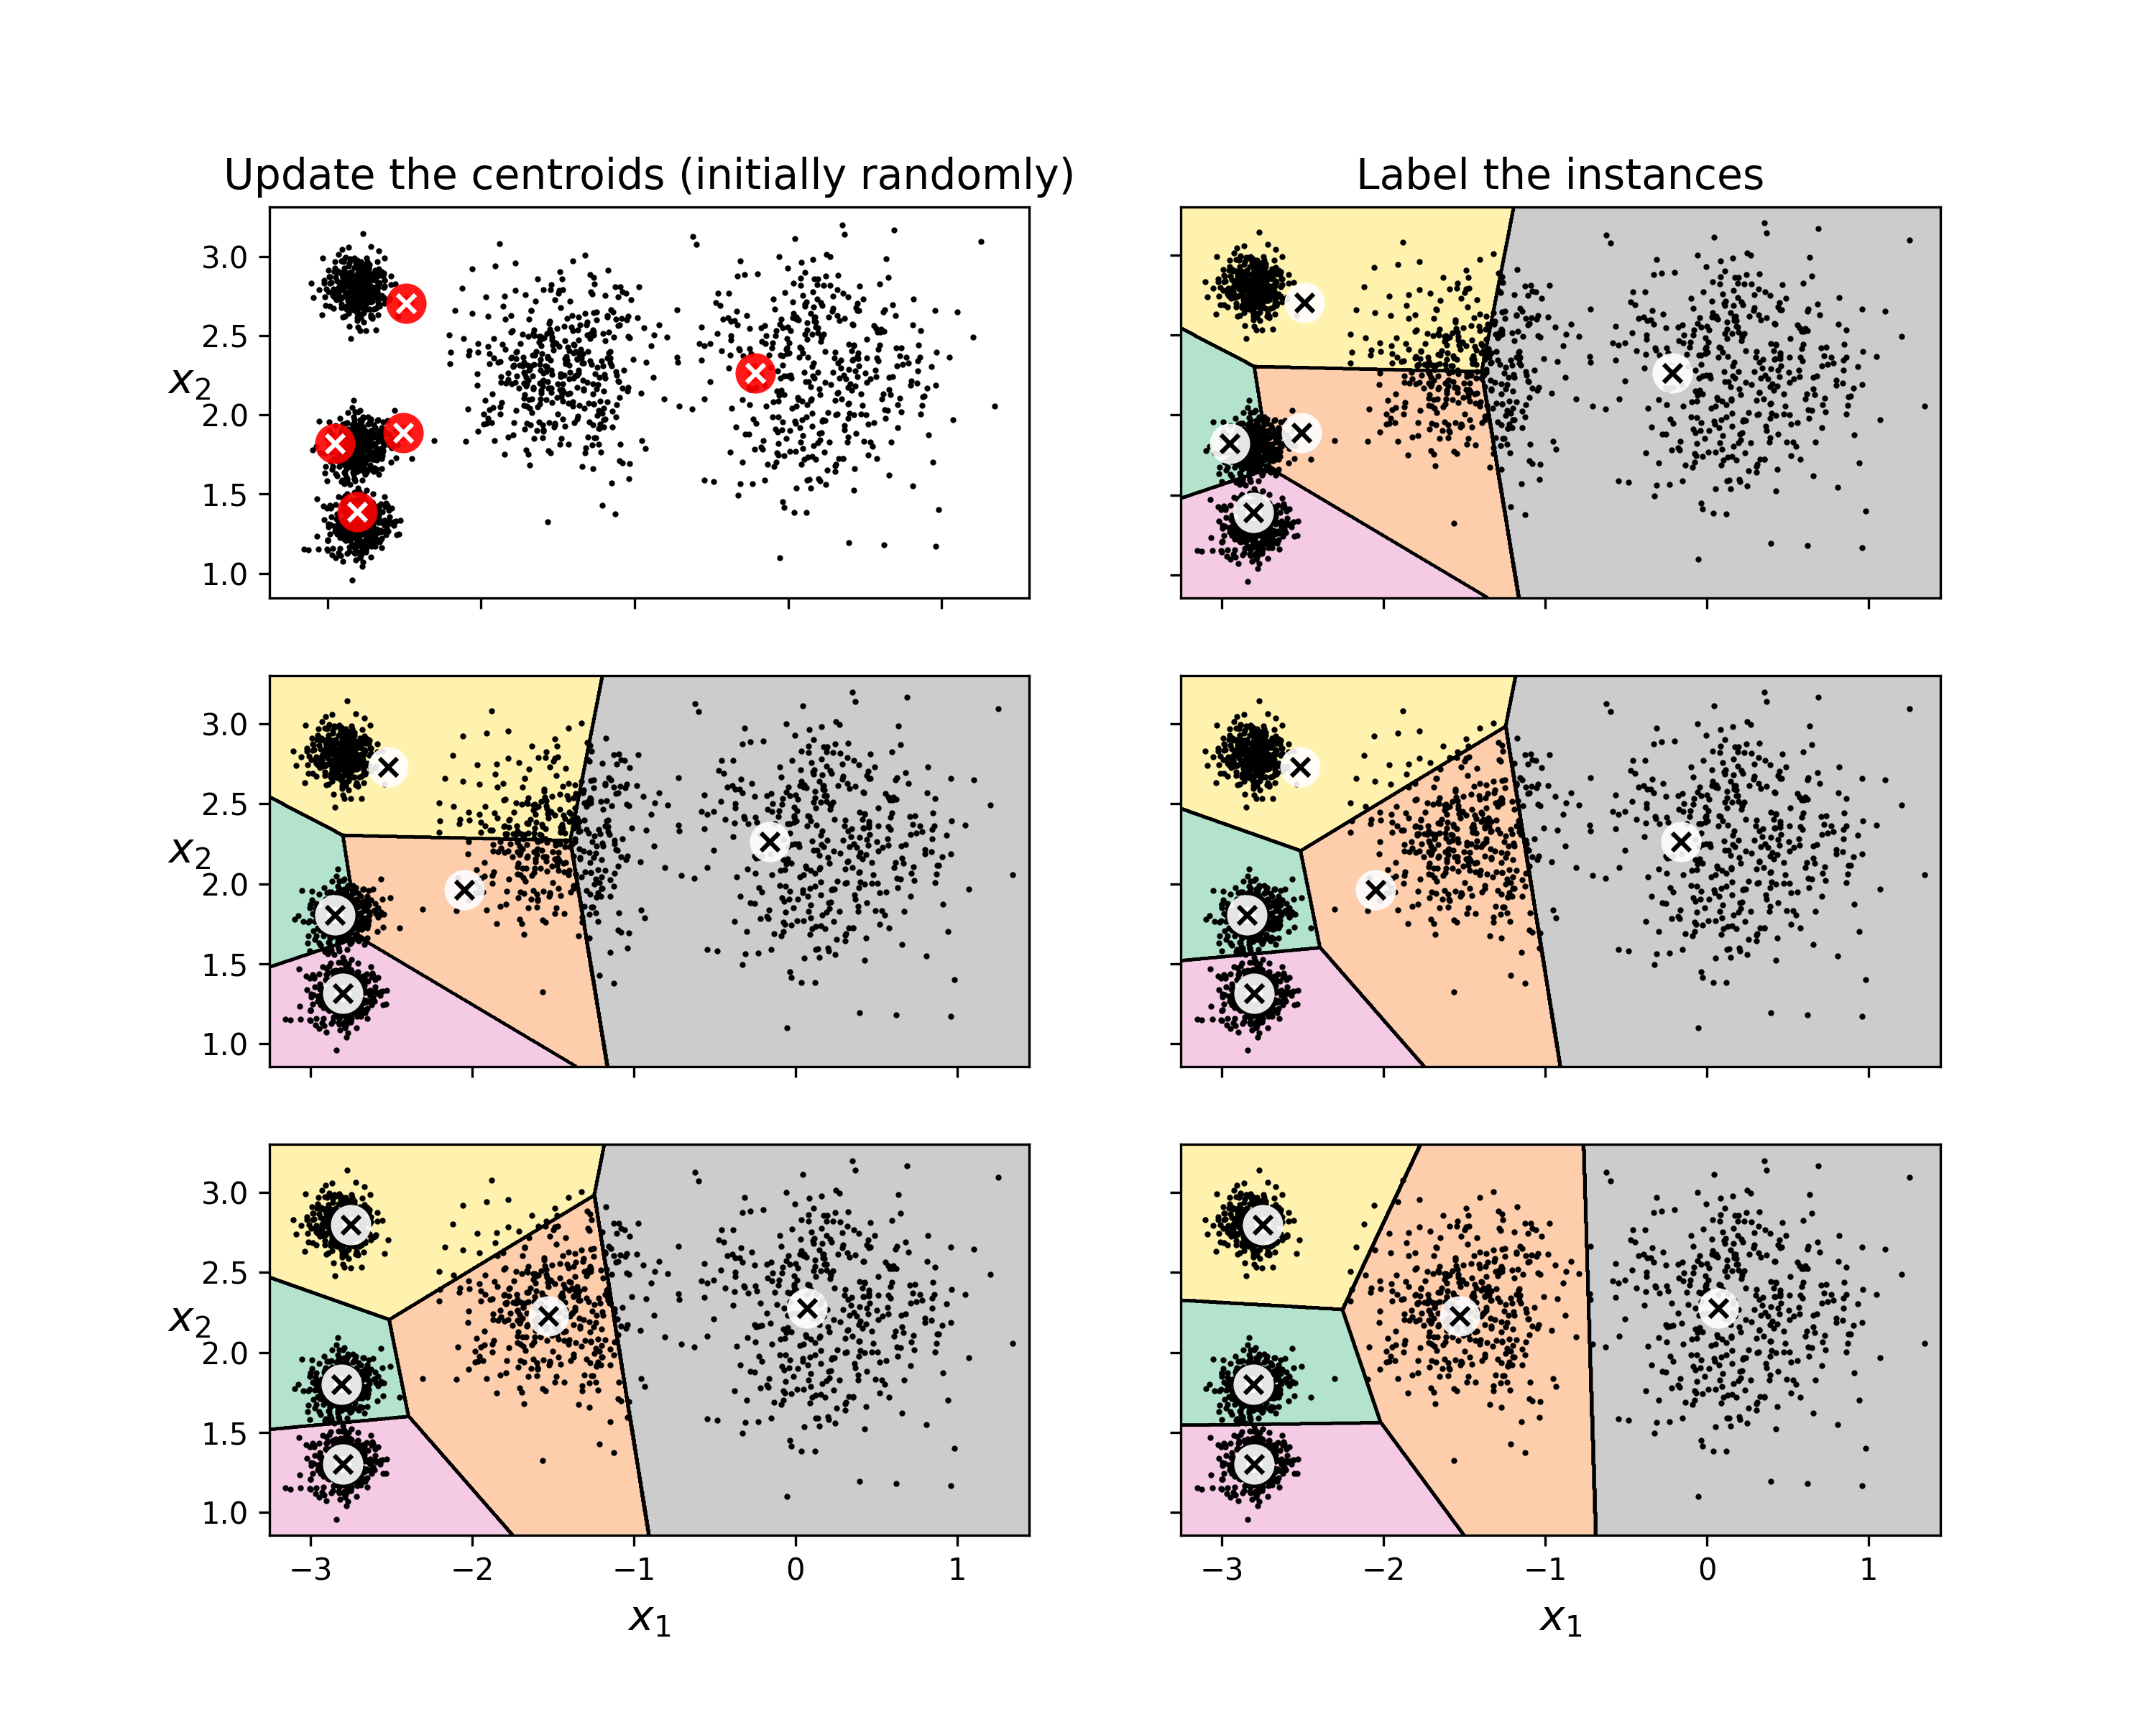 Update the centroids (initially randomly)
Label the instances
3.0
2.5
x₂
2.0
1.5
1.0
3.0
2.5
x₂
2.0
1.5
1.0
3.0
2.5
x₂
2.0
1.5
1.0
−3 −2 −1 0 1
−3 −2 −1 0 1
x₁
x₁